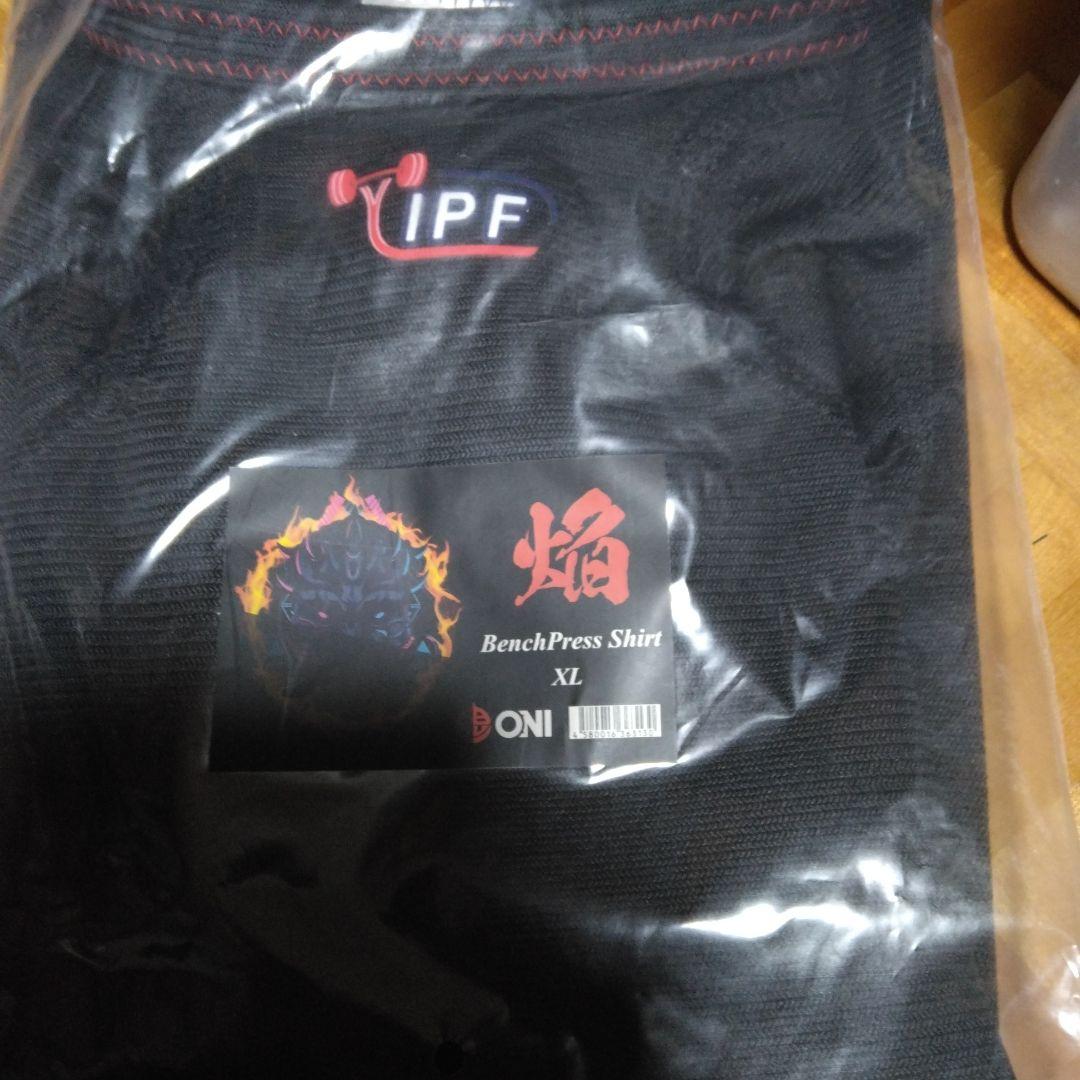 IPF
焔
BenchPress Shirt
XL
ONI